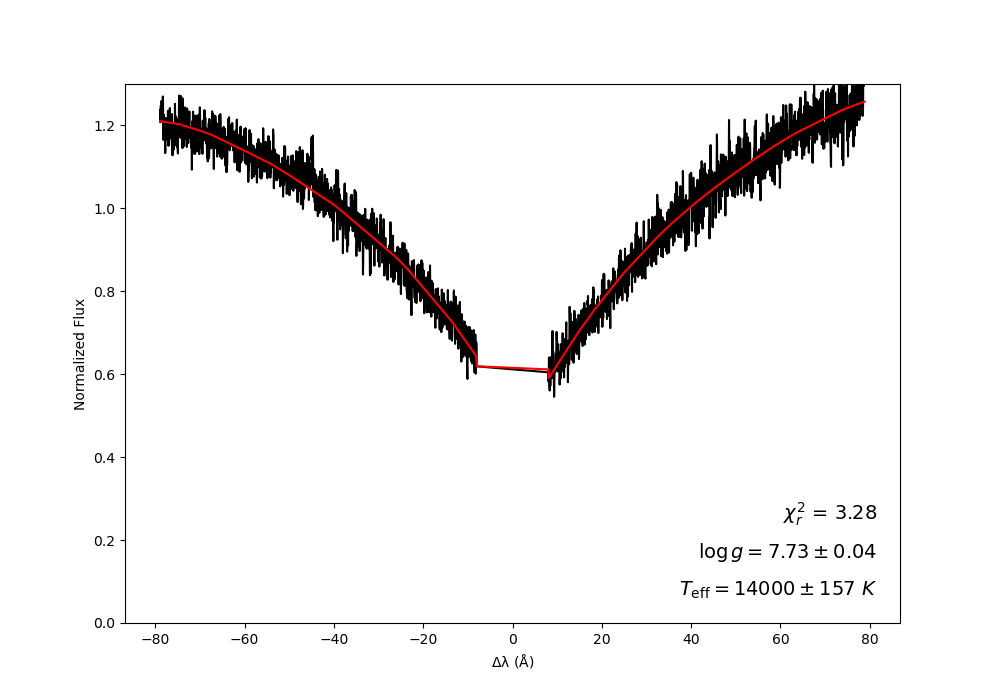 1.2
1.0
0.8
0.6
0.4
0.2
0.0
Normalized Flux
χ²ᵣ = 3.28
log g = 7.73 ± 0.04
T_eff = 14000 ± 157 K
−80 −60 −40 −20 0 20 40 60 80
Δλ (Å)